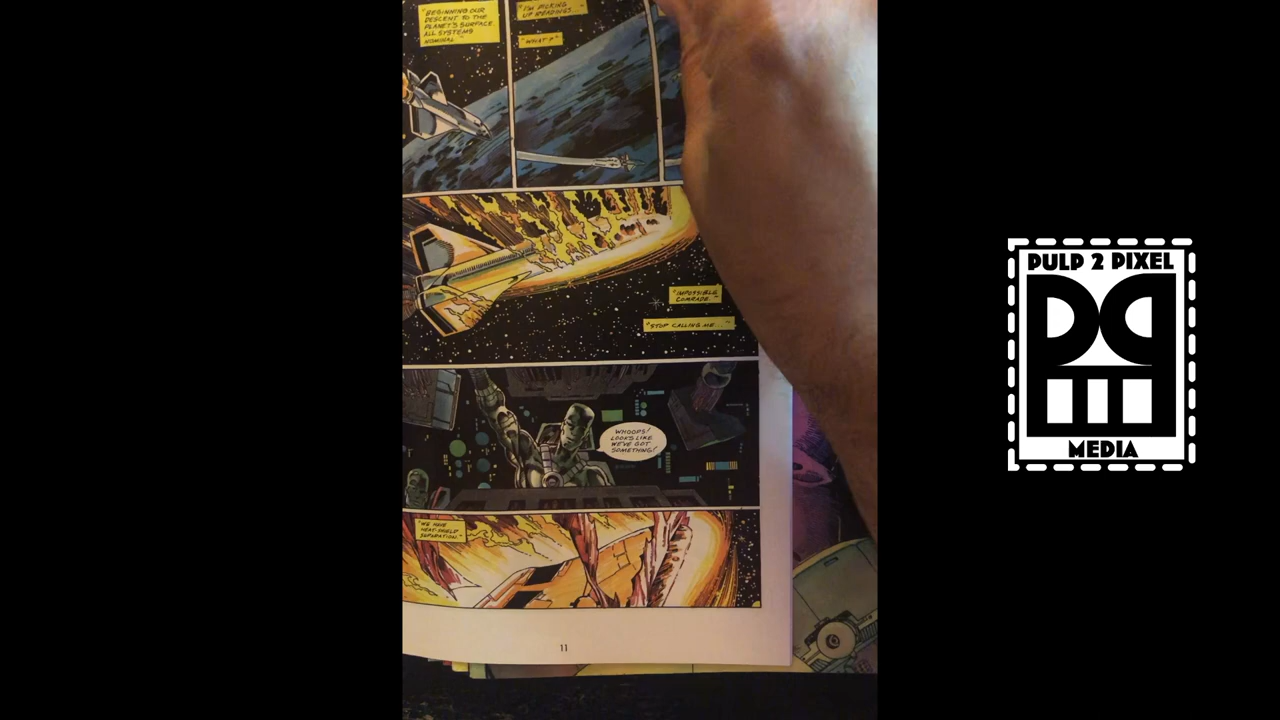 "BEGINNING OUR
DESCENT TO THE
PLANET'S SURFACE.
ALL SYSTEMS
NOMINAL."
"I'M PICKING
UP READINGS..."
"WHAT?"
"IMPOSSIBLE,
COMRADE."
"STOP CALLING ME..."
WHOOPS!
LOOKS LIKE
WE'VE GOT
SOMETHING!
"WE HAVE
HEAT-SHIELD
SEPARATION."
11
PULP 2 PIXEL
MEDIA